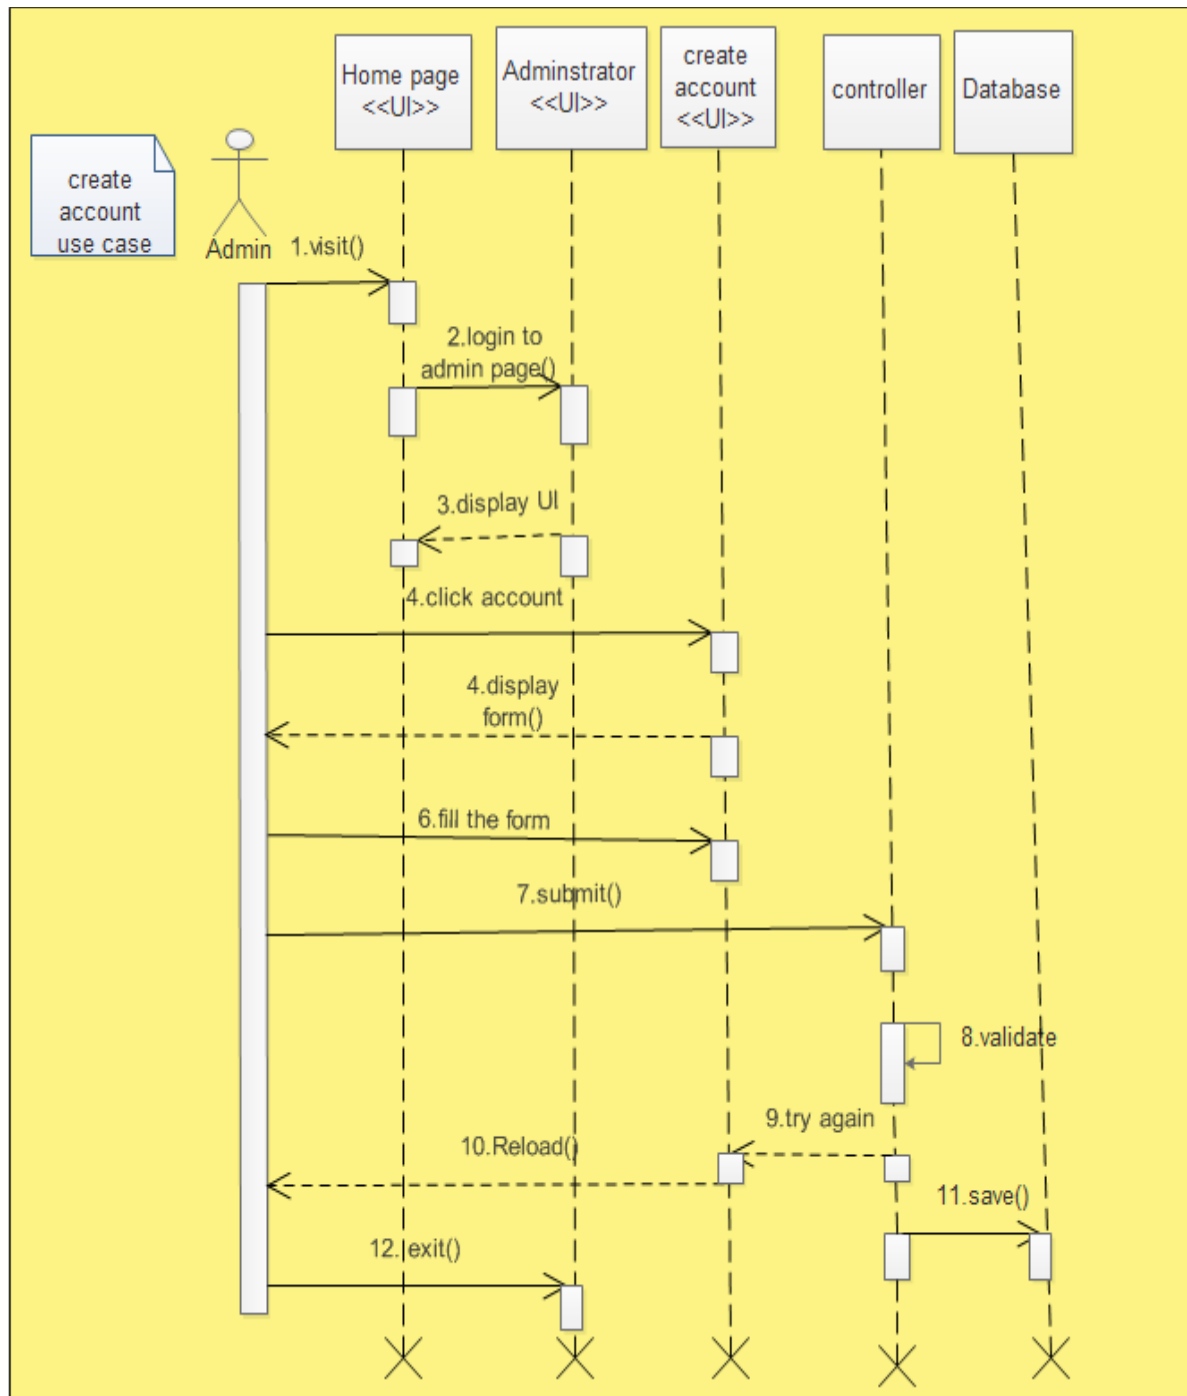 Home page
<<UI>>
Adminstrator
<<UI>>
create
account
<<UI>>
controller
Database
create
account
use case
Admin
1.visit()
2.login to
admin page()
3.display UI
4.click account
4.display
form()
6.fill the form
7.submit()
8.validate
9.try again
10.Reload()
11.save()
12. exit()